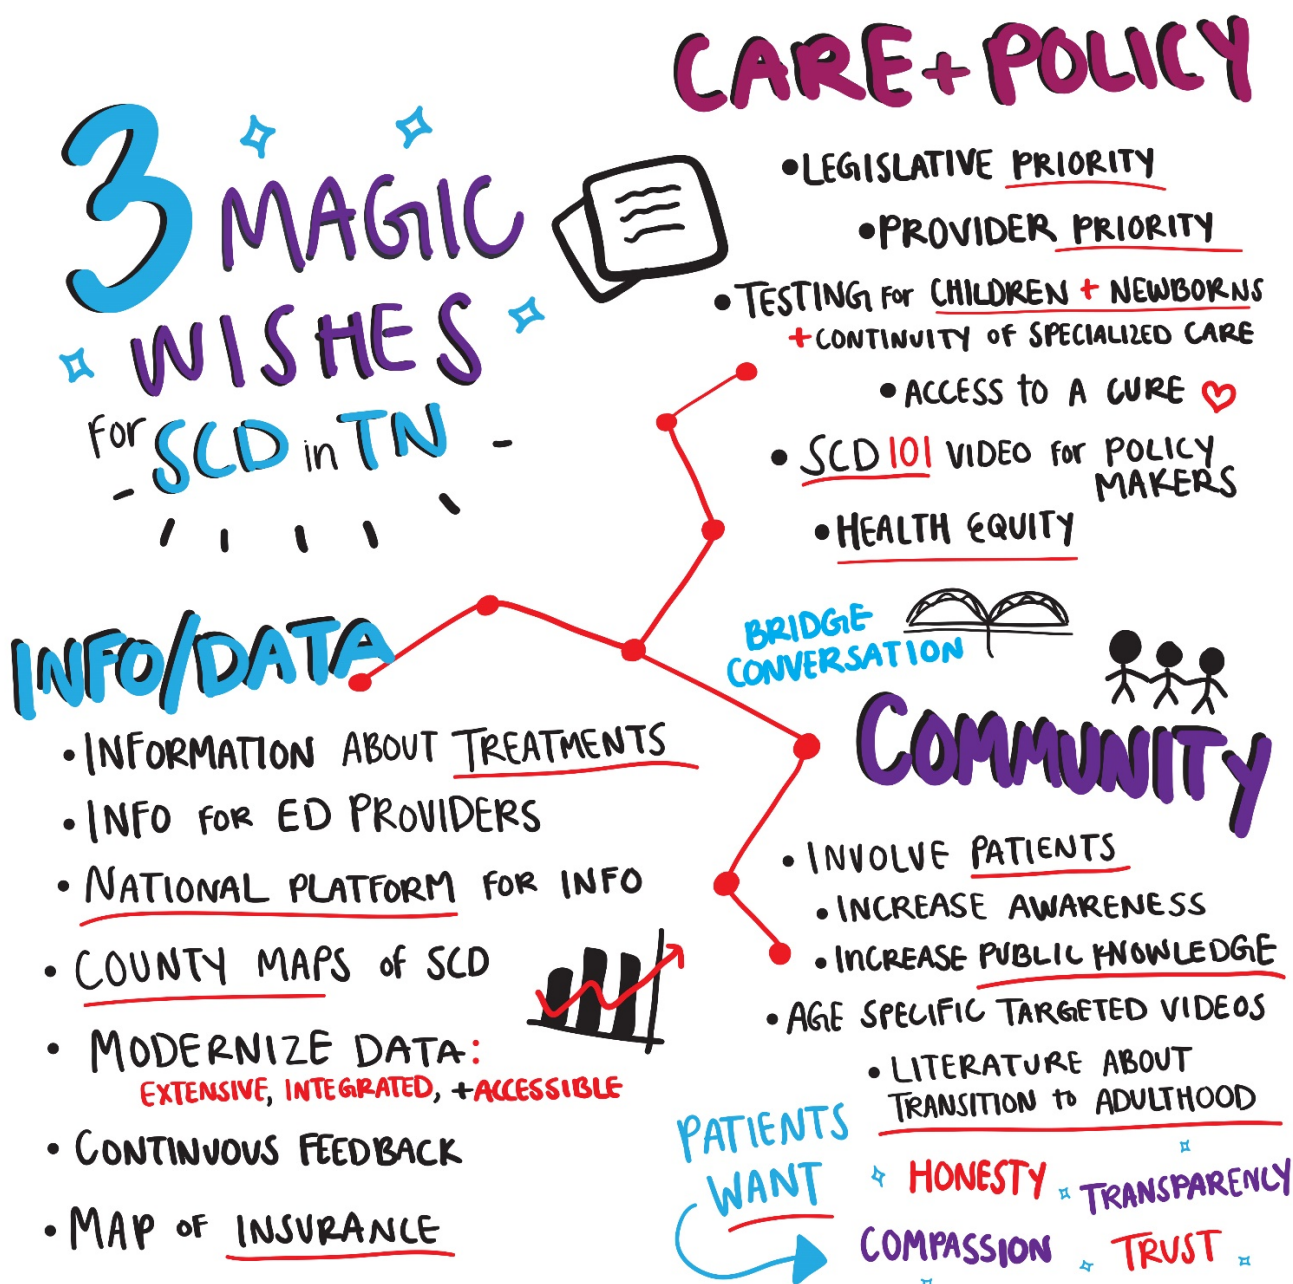 3 MAGIC
WISHES
for SCD in TN
CARE + POLICY
• LEGISLATIVE PRIORITY
• PROVIDER PRIORITY
• TESTING for CHILDREN + NEWBORNS
+ CONTINUITY OF SPECIALIZED CARE
• ACCESS to A CURE
• SCD 101 VIDEO for POLICY
MAKERS
• HEALTH EQUITY
BRIDGE
CONVERSATION
INFO/DATA
• INFORMATION ABOUT TREATMENTS
• INFO for ED PROVIDERS
• NATIONAL PLATFORM for INFO
• COUNTY MAPS of SCD
• MODERNIZE DATA:
EXTENSIVE, INTEGRATED, + ACCESSIBLE
• CONTINUOUS FEEDBACK
• MAP OF INSURANCE
COMMUNITY
• INVOLVE PATIENTS
• INCREASE AWARENESS
• INCREASE PUBLIC KNOWLEDGE
• AGE SPECIFIC TARGETED VIDEOS
• LITERATURE ABOUT
TRANSITION to ADULTHOOD
PATIENTS
WANT
HONESTY
TRANSPARENCY
COMPASSION
TRUST